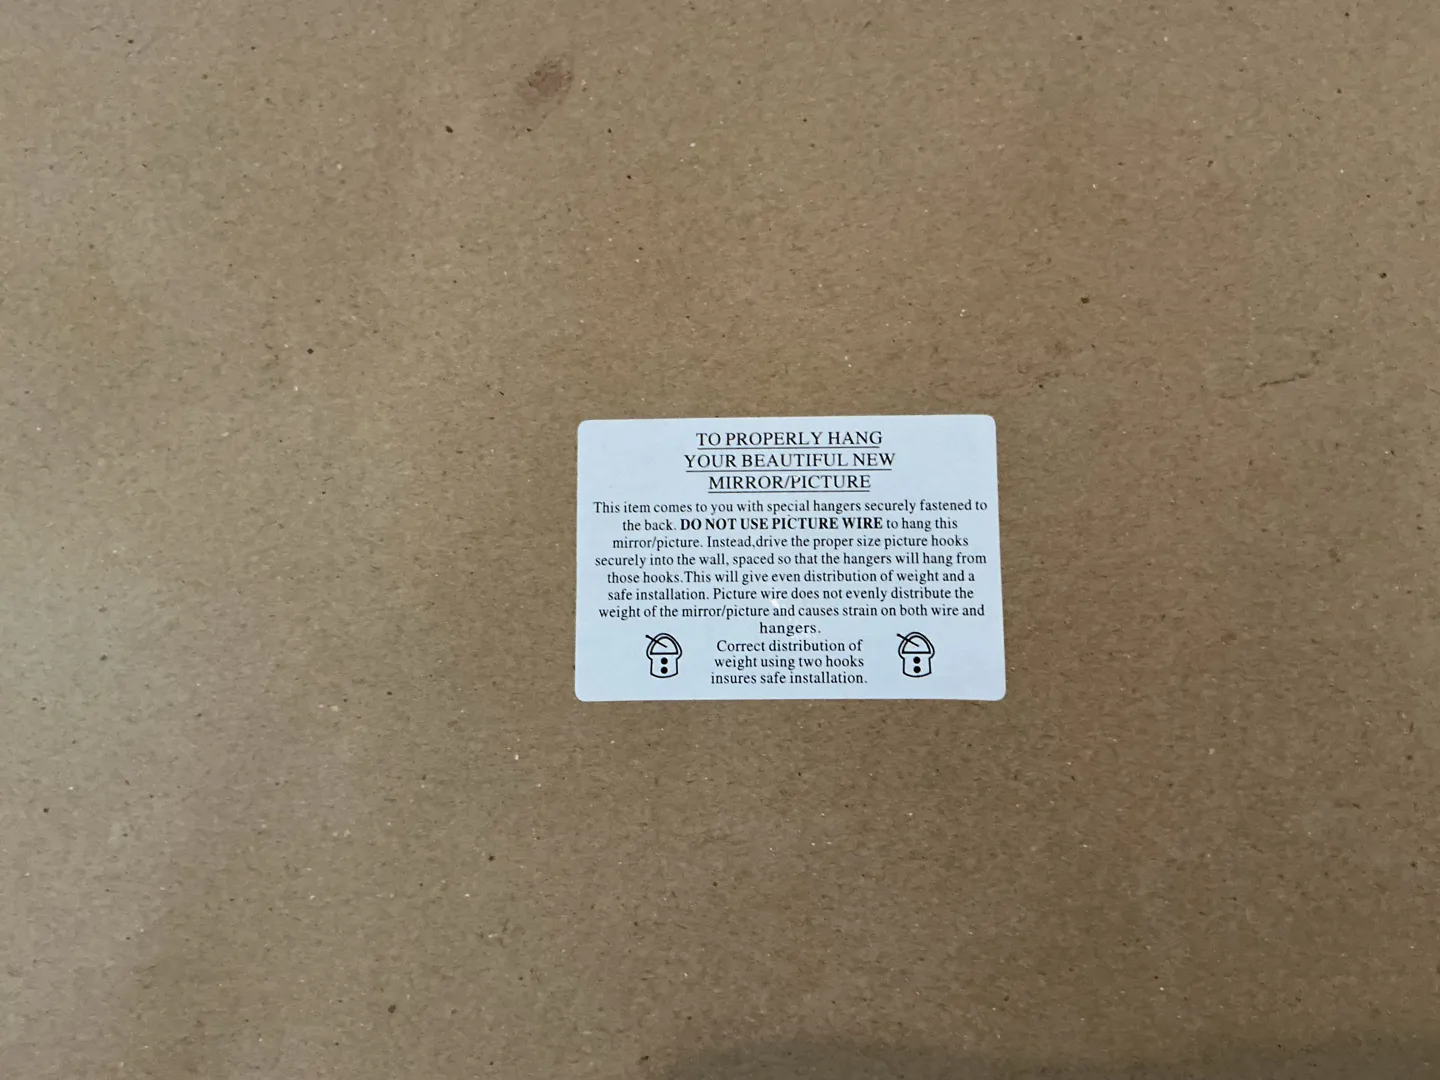 TO PROPERLY HANG
YOUR BEAUTIFUL NEW
MIRROR/PICTURE
This item comes to you with special hangers securely fastened to
the back. DO NOT USE PICTURE WIRE to hang this
mirror/picture. Instead,drive the proper size picture hooks
securely into the wall, spaced so that the hangers will hang from
those hooks.This will give even distribution of weight and a
safe installation. Picture wire does not evenly distribute the
weight of the mirror/picture and causes strain on both wire and
hangers.
Correct distribution of
weight using two hooks
insures safe installation.